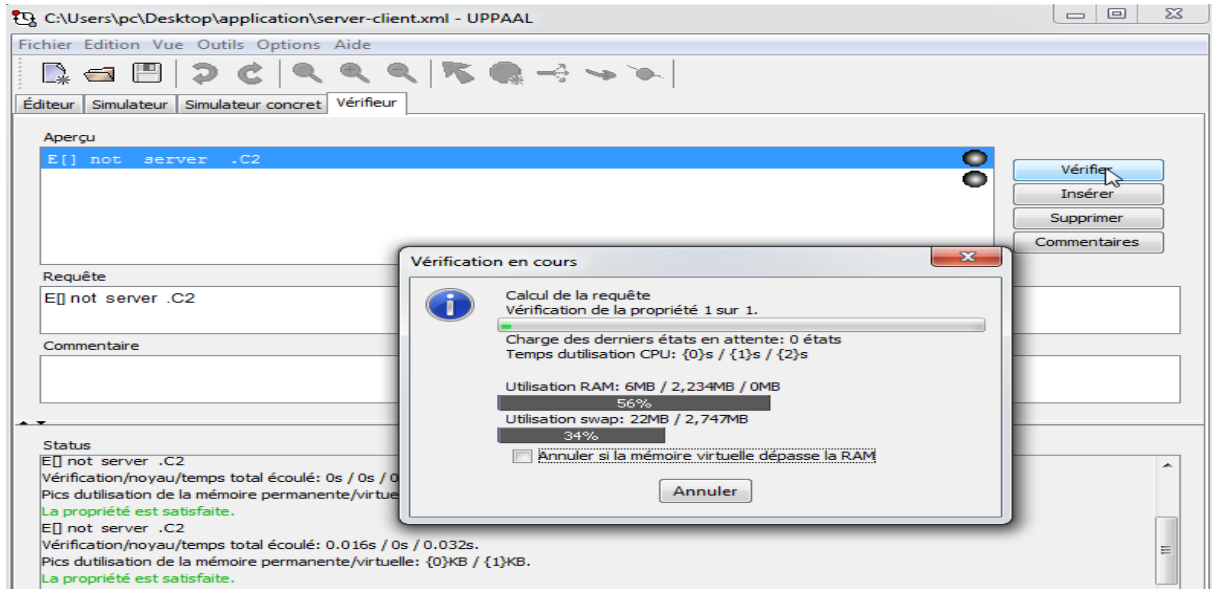 C:\Users\pc\Desktop\application\server-client.xml - UPPAAL
Fichier Edition Vue Outils Options Aide
Éditeur Simulateur Simulateur concret Vérifieur
Aperçu
E[] not server .C2
Vérifier
Insérer
Supprimer
Commentaires
Requête
E[] not server .C2
Commentaire
Vérification en cours
Calcul de la requête
Vérification de la propriété 1 sur 1.
Charge des derniers états en attente: 0 états
Temps dutilisation CPU: {0}s / {1}s / {2}s
Utilisation RAM: 6MB / 2,234MB / 0MB
56%
Utilisation swap: 22MB / 2,747MB
34%
Annuler si la mémoire virtuelle dépasse la RAM
Annuler
Status
E[] not server .C2
Vérification/noyau/temps total écoulé: 0s / 0s / 0
Pics dutilisation de la mémoire permanente/virtue
La propriété est satisfaite.
E[] not server .C2
Vérification/noyau/temps total écoulé: 0.016s / 0s / 0.032s.
Pics dutilisation de la mémoire permanente/virtuelle: {0}KB / {1}KB.
La propriété est satisfaite.